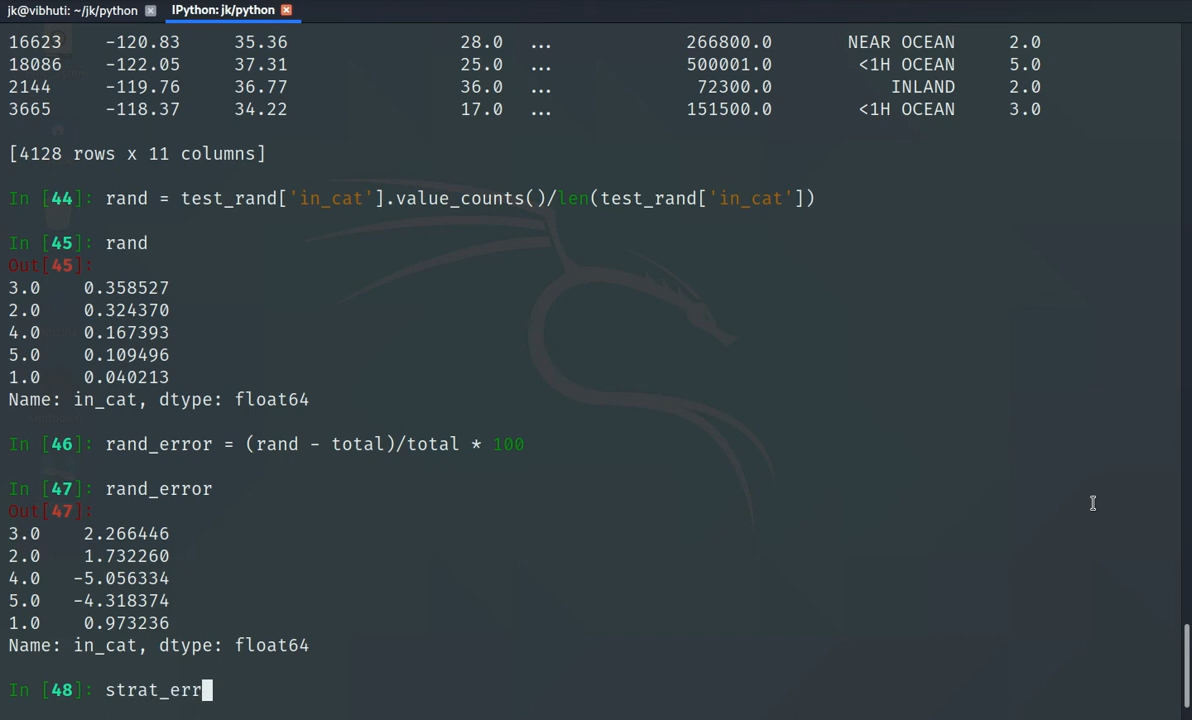 jk@vibhuti: ~/jk/python IPython: jk/python
16623 -120.83 35.36 28.0 ... 266800.0 NEAR OCEAN 2.0
18086 -122.05 37.31 25.0 ... 500001.0 <1H OCEAN 5.0
2144 -119.76 36.77 36.0 ... 72300.0 INLAND 2.0
3665 -118.37 34.22 17.0 ... 151500.0 <1H OCEAN 3.0
[4128 rows x 11 columns]
In [44]: rand = test_rand['in_cat'].value_counts()/len(test_rand['in_cat'])
In [45]: rand
Out[45]:
3.0 0.358527
2.0 0.324370
4.0 0.167393
5.0 0.109496
1.0 0.040213
Name: in_cat, dtype: float64
In [46]: rand_error = (rand - total)/total * 100
In [47]: rand_error
Out[47]:
3.0 2.266446
2.0 1.732260
4.0 -5.056334
5.0 -4.318374
1.0 0.973236
Name: in_cat, dtype: float64
In [48]: strat_err